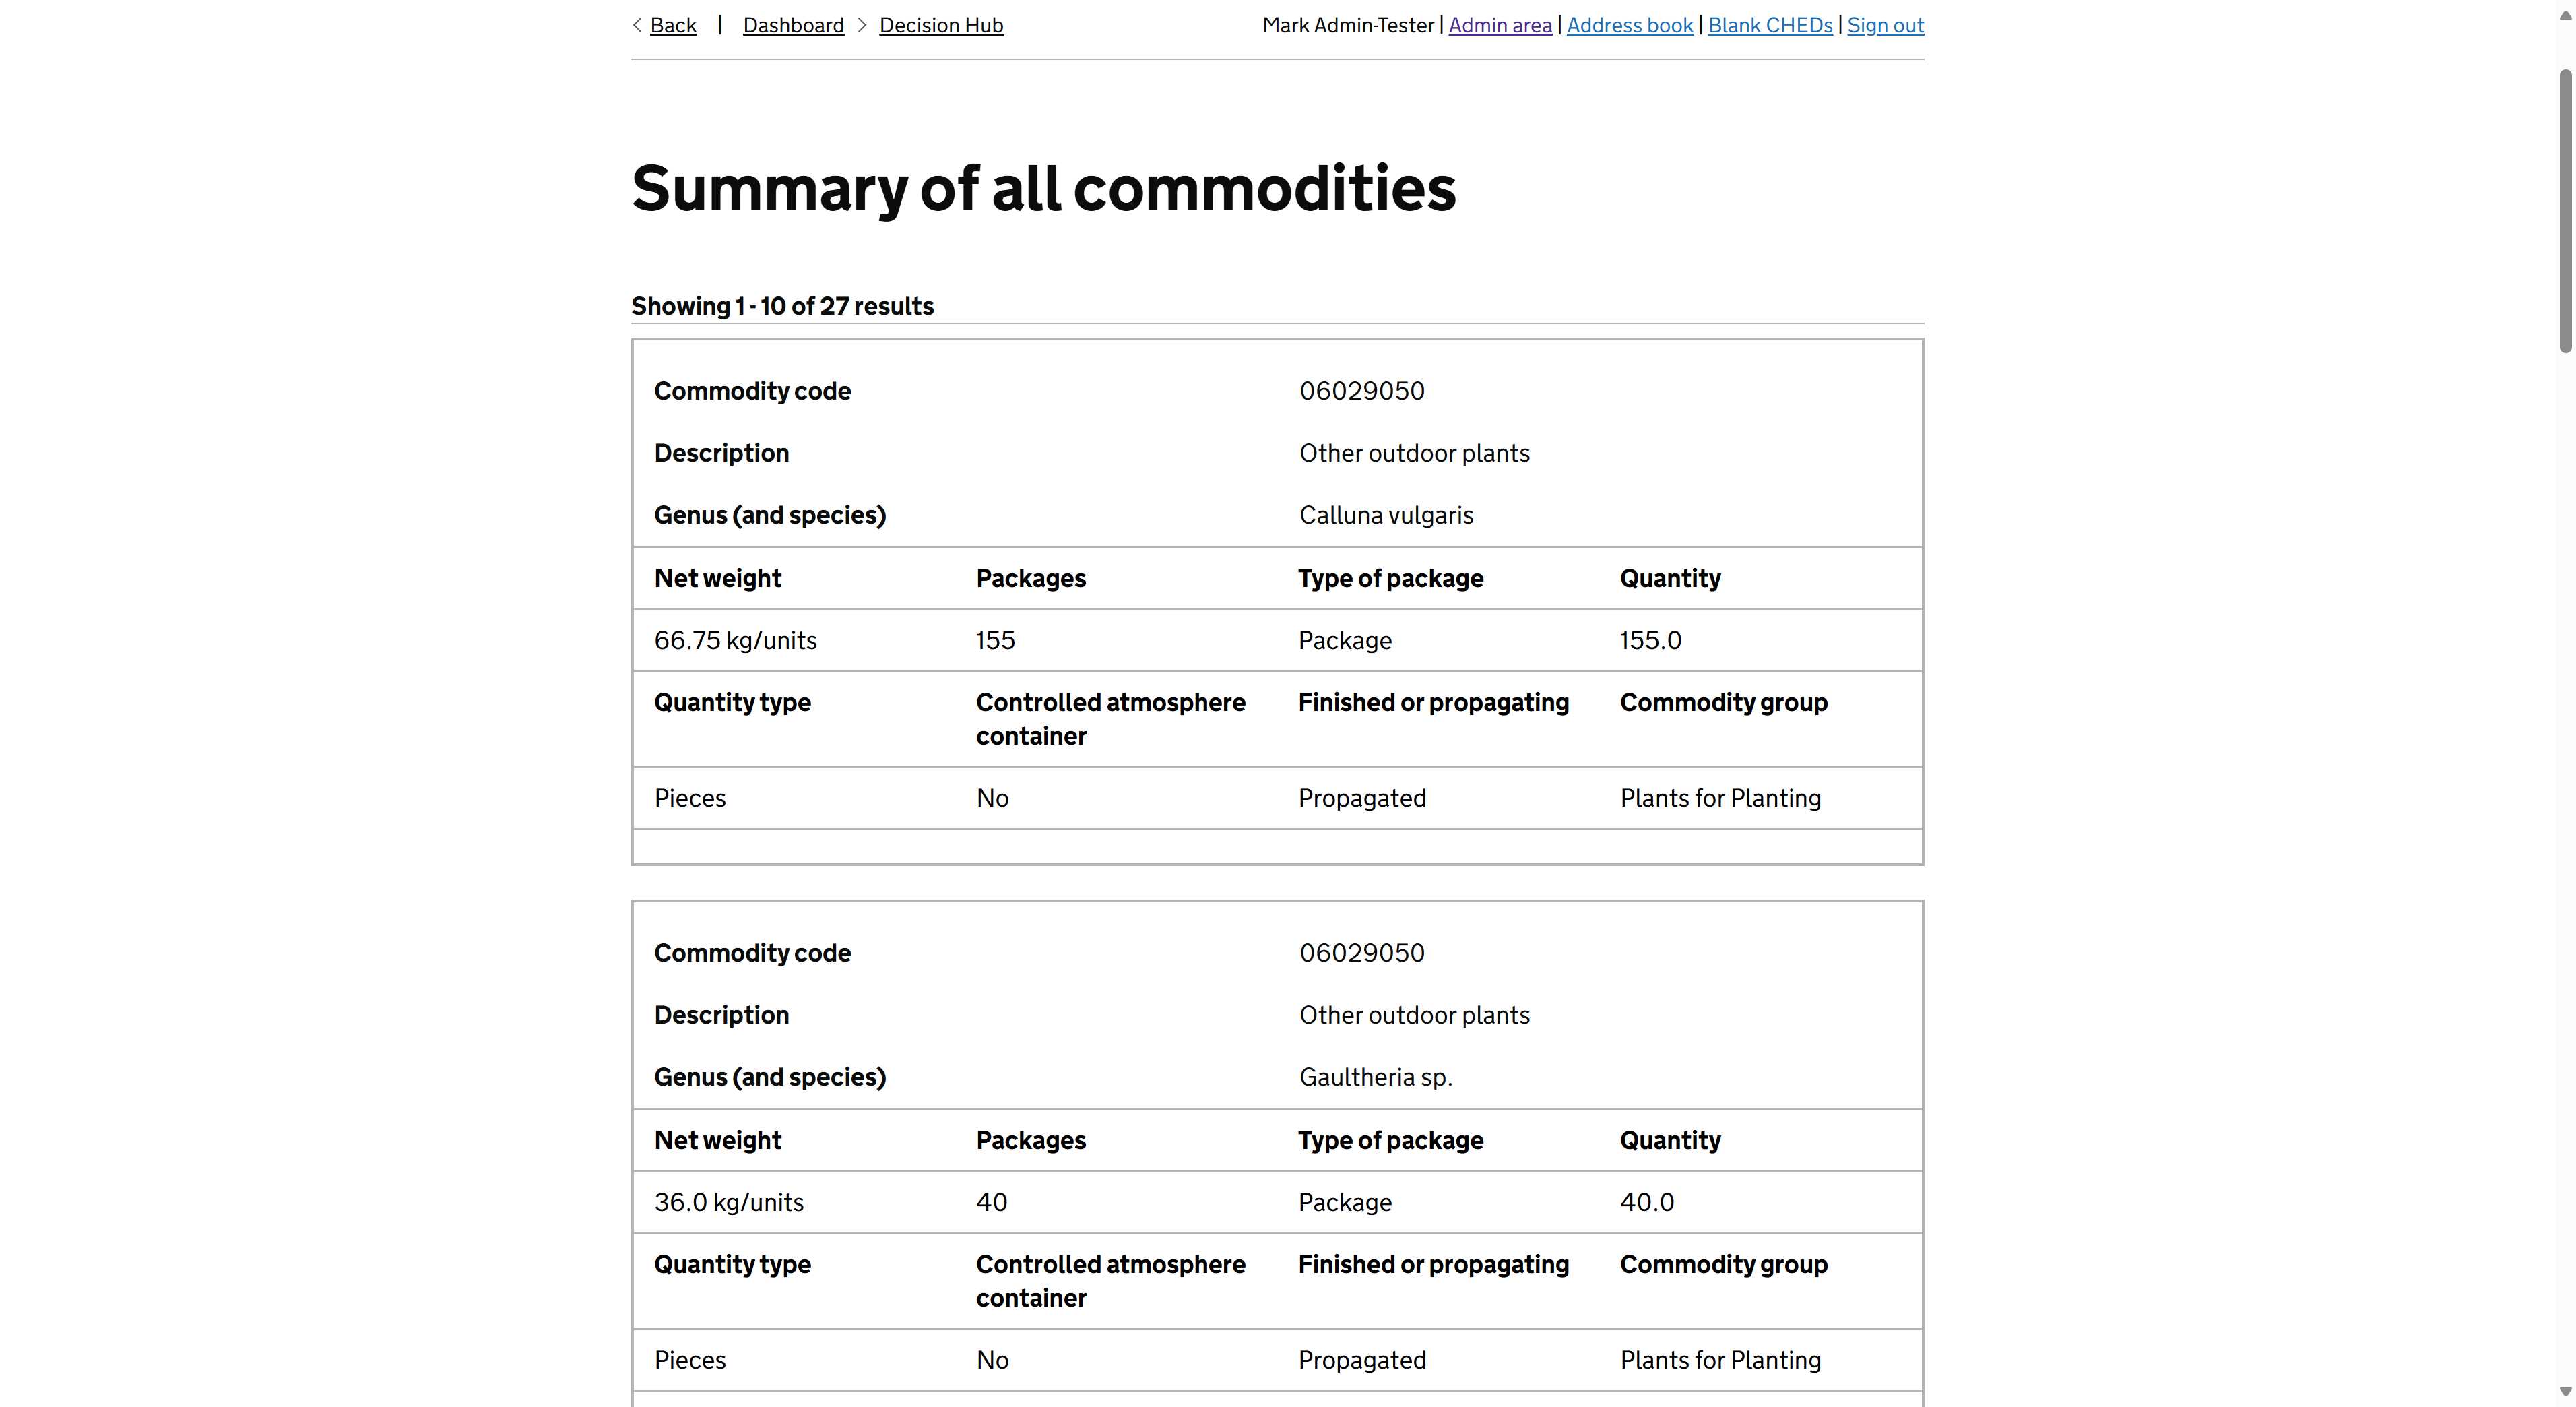 Back | Dashboard > Decision Hub
Mark Admin-Tester | Admin area | Address book | Blank CHEDs | Sign out
Summary of all commodities
Showing 1 - 10 of 27 results
Commodity code 06029050
Description Other outdoor plants
Genus (and species) Calluna vulgaris
Net weight Packages Type of package Quantity
66.75 kg/units 155 Package 155.0
Quantity type Controlled atmosphere container Finished or propagating Commodity group
Pieces No Propagated Plants for Planting
Commodity code 06029050
Description Other outdoor plants
Genus (and species) Gaultheria sp.
Net weight Packages Type of package Quantity
36.0 kg/units 40 Package 40.0
Quantity type Controlled atmosphere container Finished or propagating Commodity group
Pieces No Propagated Plants for Planting